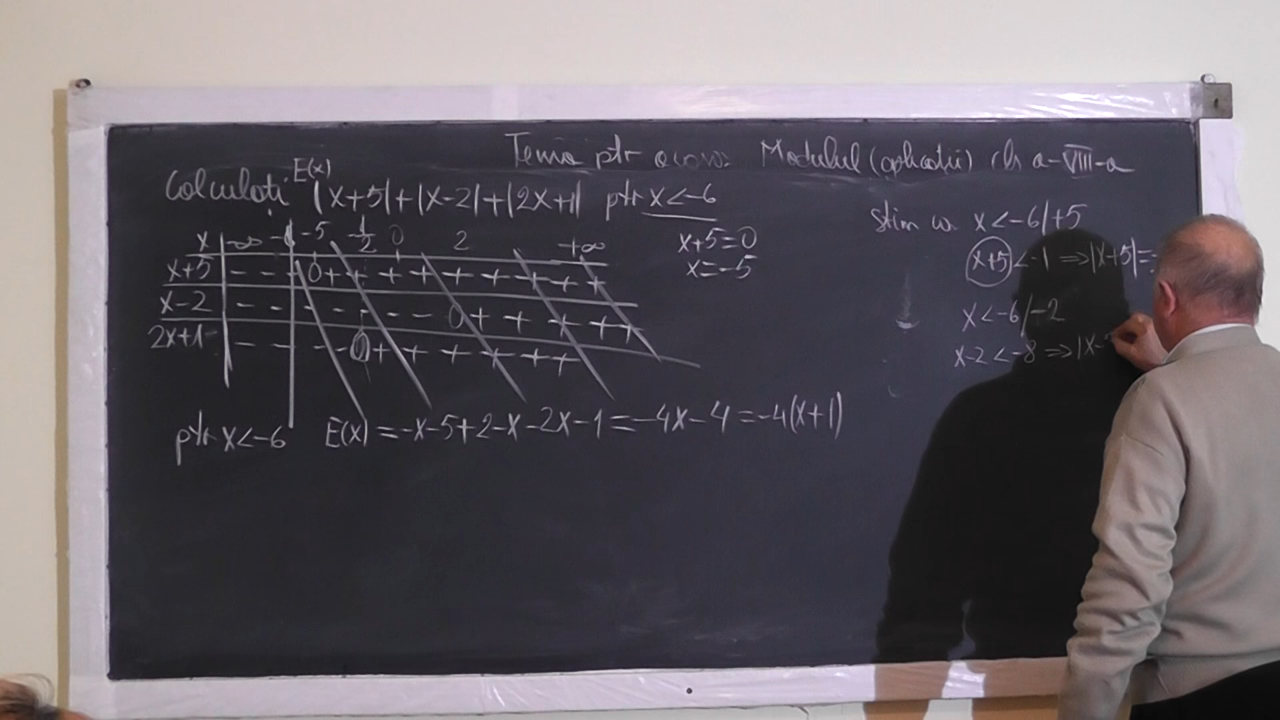 Tema ptr acasă: Modulul (aplicații) cls a-VIII-a
E(x)
Calculați |x+5|+|x-2|+|2x+1| ptr x<-6
x -∞ -6 -5 -1/2 0 2 +∞
x+5 - - 0 + + + + + + + +
x-2 - - - - - 0 + + + + +
2x+1 - - - 0 + + + + + +
x+5=0
x=-5
ptr x<-6 E(x)=-x-5+2-x-2x-1=-4x-4=-4(x+1)
Știm că x<-6/+5
(x+5)<-1 ⇒|x+5|=-
x<-6/-2
x-2<-8 ⇒|x-